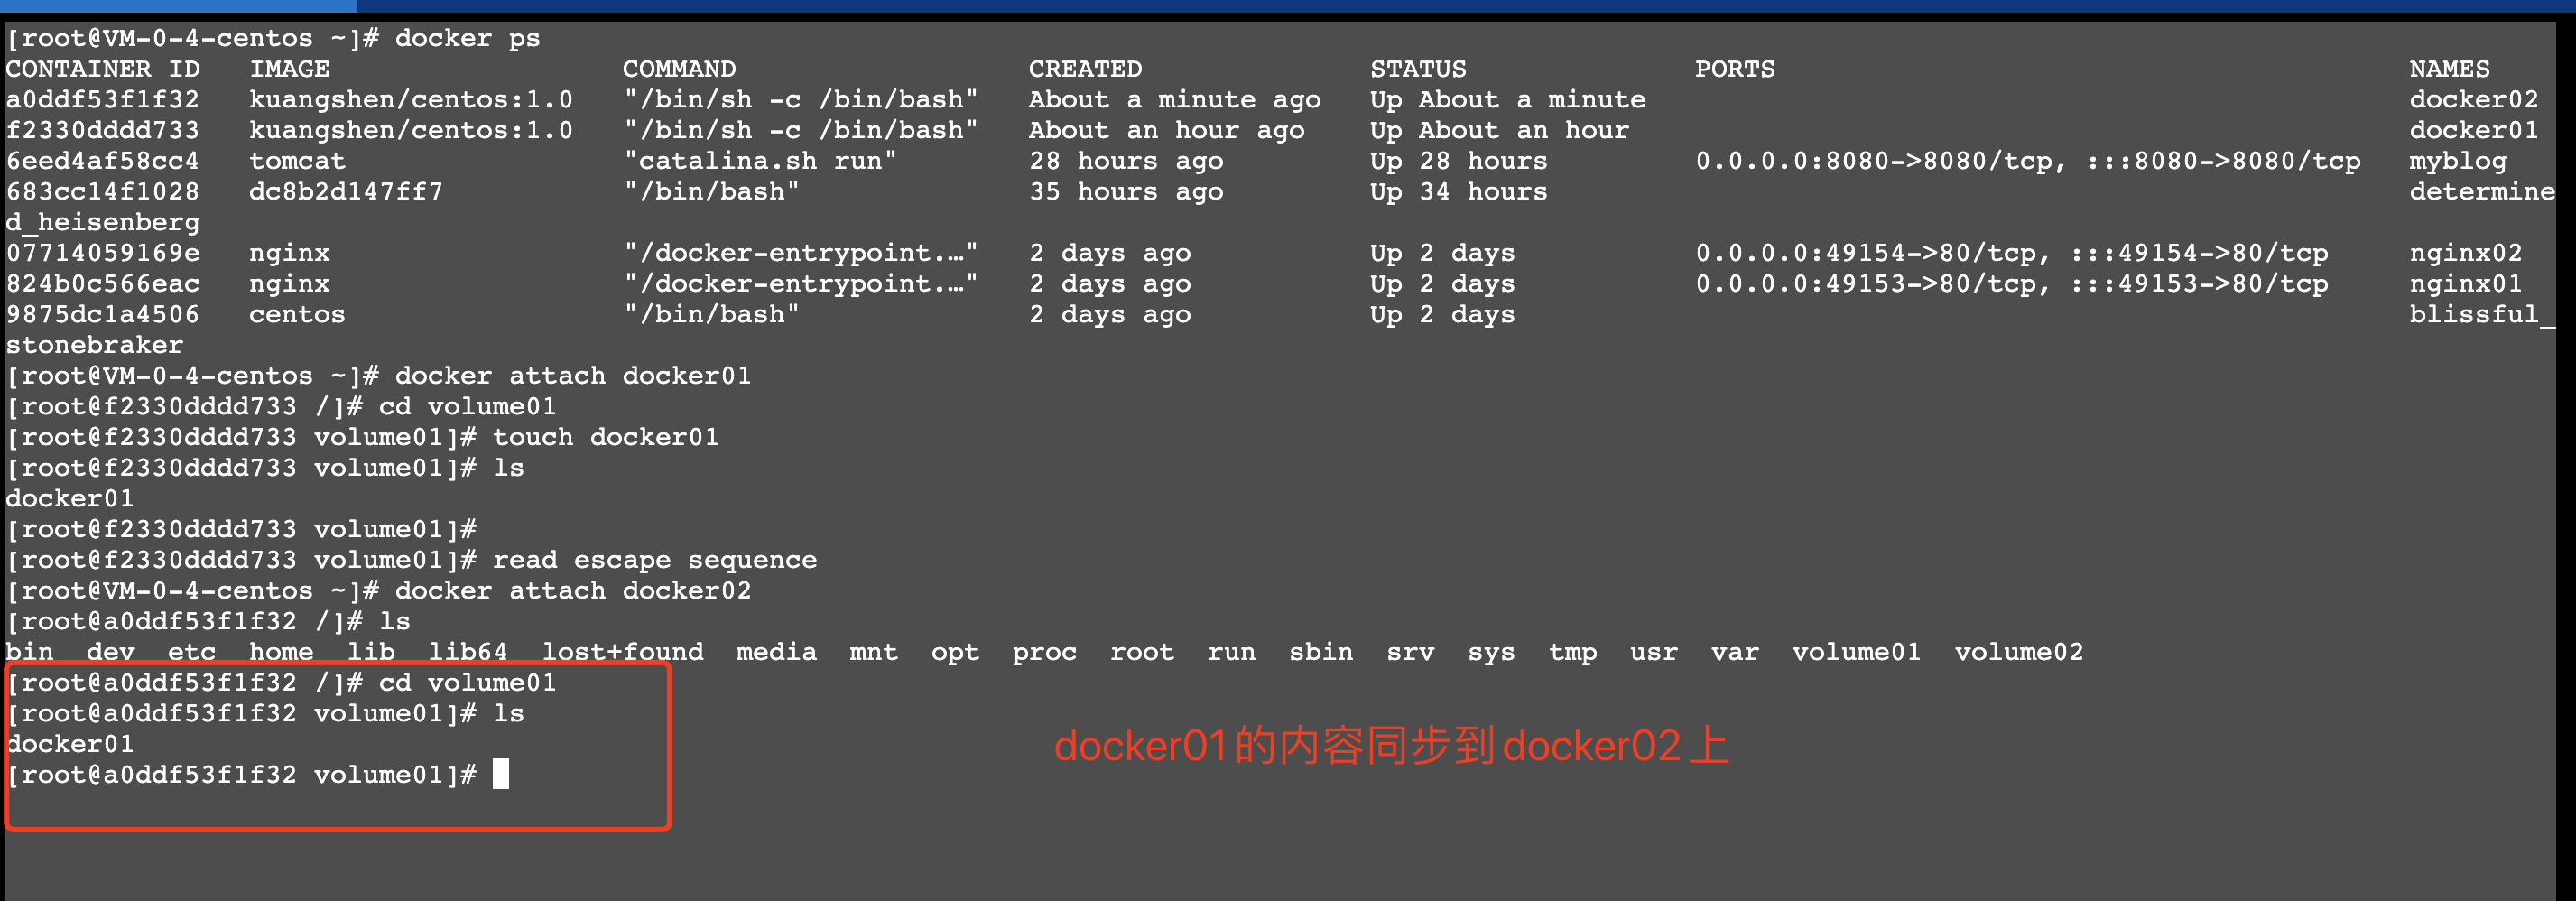 [root@VM-0-4-centos ~]# docker ps
CONTAINER ID   IMAGE                  COMMAND                  CREATED              STATUS              PORTS                                       NAMES
a0ddf53f1f32   kuangshen/centos:1.0   "/bin/sh -c /bin/bash"   About a minute ago   Up About a minute                                               docker02
f2330dddd733   kuangshen/centos:1.0   "/bin/sh -c /bin/bash"   About an hour ago    Up About an hour                                                docker01
6eed4af58cc4   tomcat                 "catalina.sh run"        28 hours ago         Up 28 hours         0.0.0.0:8080->8080/tcp, :::8080->8080/tcp   myblog
683cc14f1028   dc8b2d147ff7           "/bin/bash"              35 hours ago         Up 34 hours                                                     determine
d_heisenberg
07714059169e   nginx                  "/docker-entrypoint.…"   2 days ago           Up 2 days           0.0.0.0:49154->80/tcp, :::49154->80/tcp     nginx02
824b0c566eac   nginx                  "/docker-entrypoint.…"   2 days ago           Up 2 days           0.0.0.0:49153->80/tcp, :::49153->80/tcp     nginx01
9875dc1a4506   centos                 "/bin/bash"              2 days ago           Up 2 days                                                       blissful_
stonebraker
[root@VM-0-4-centos ~]# docker attach docker01
[root@f2330dddd733 /]# cd volume01
[root@f2330dddd733 volume01]# touch docker01
[root@f2330dddd733 volume01]# ls
docker01
[root@f2330dddd733 volume01]#
[root@f2330dddd733 volume01]# read escape sequence
[root@VM-0-4-centos ~]# docker attach docker02
[root@a0ddf53f1f32 /]# ls
bin  dev  etc  home  lib  lib64  lost+found  media  mnt  opt  proc  root  run  sbin  srv  sys  tmp  usr  var  volume01  volume02
[root@a0ddf53f1f32 /]# cd volume01
[root@a0ddf53f1f32 volume01]# ls
docker01
docker01的内容同步到docker02上
[root@a0ddf53f1f32 volume01]#